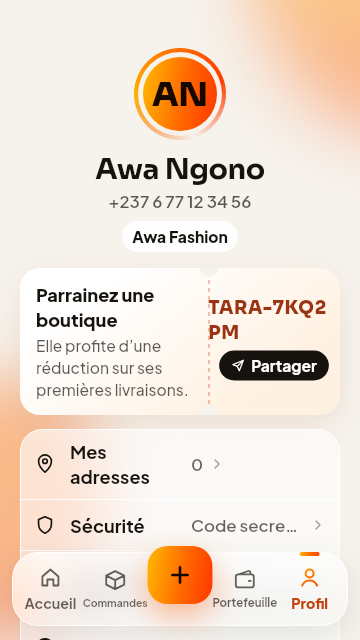 AN
Awa Ngono
+237 6 77 12 34 56
Awa Fashion
Parrainez une
boutique
Elle profite d'une
réduction sur ses
premières livraisons.
TARA-7KQ2
PM
Partager
Mes
adresses
0
Sécurité
Code secre…
Accueil
Commandes
Portefeuille
Profil